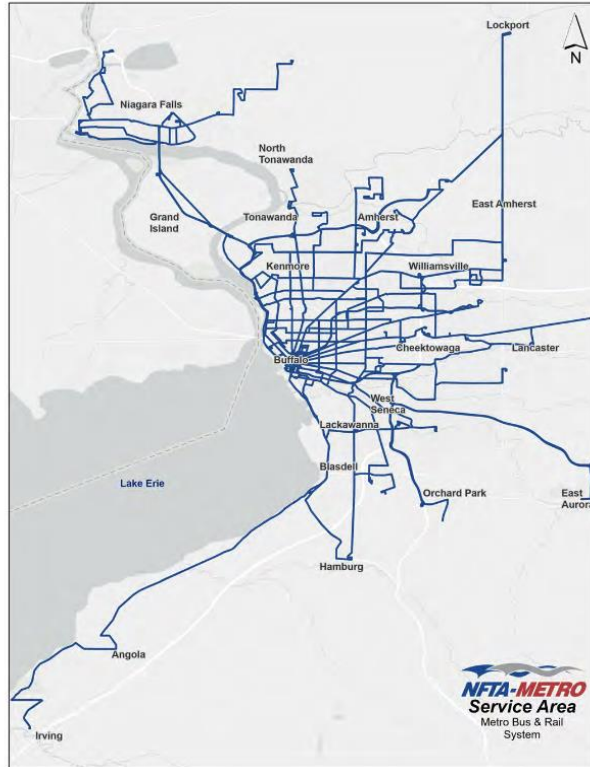 Lockport
N
Niagara Falls
North
Tonawanda
Grand
Island
Tonawanda
Amherst
East Amherst
Kenmore
Williamsville
Buffalo
Cheektowaga
Lancaster
West
Seneca
Lackawanna
Blasdell
Lake Erie
Orchard Park
East
Aurora
Hamburg
Angola
Irving
NFTA-METRO
Service Area
Metro Bus & Rail
System